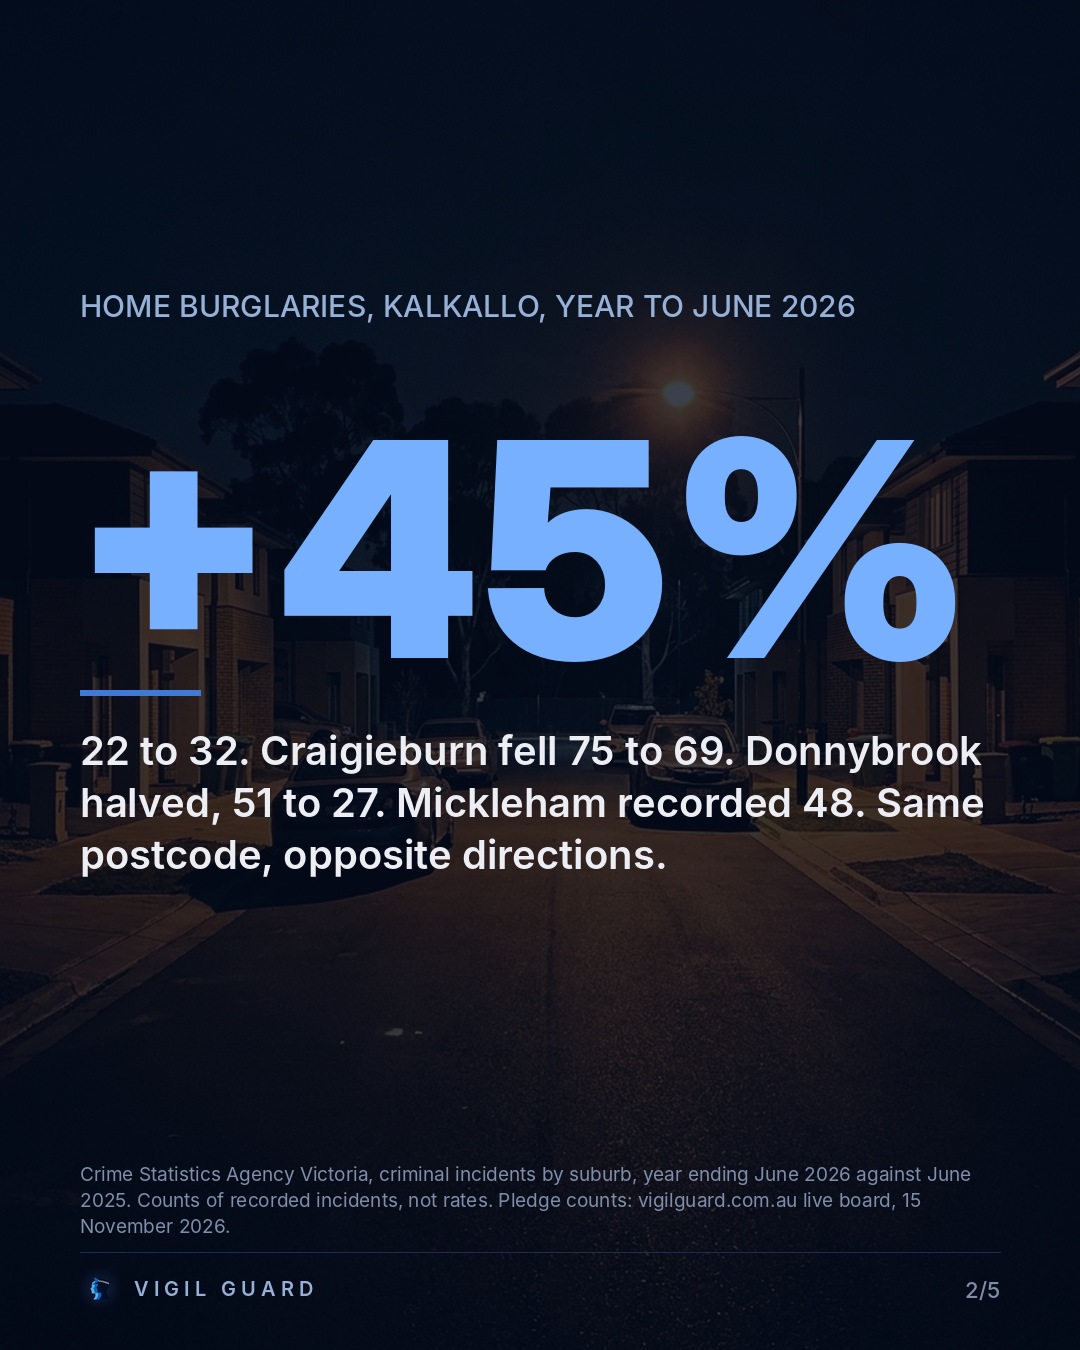 HOME BURGLARIES, KALKALLO, YEAR TO JUNE 2026
+45%
22 to 32. Craigieburn fell 75 to 69. Donnybrook
halved, 51 to 27. Mickleham recorded 48. Same
postcode, opposite directions.
Crime Statistics Agency Victoria, criminal incidents by suburb, year ending June 2026 against June
2025. Counts of recorded incidents, not rates. Pledge counts: vigilguard.com.au live board, 15
November 2026.
VIGIL GUARD
2/5